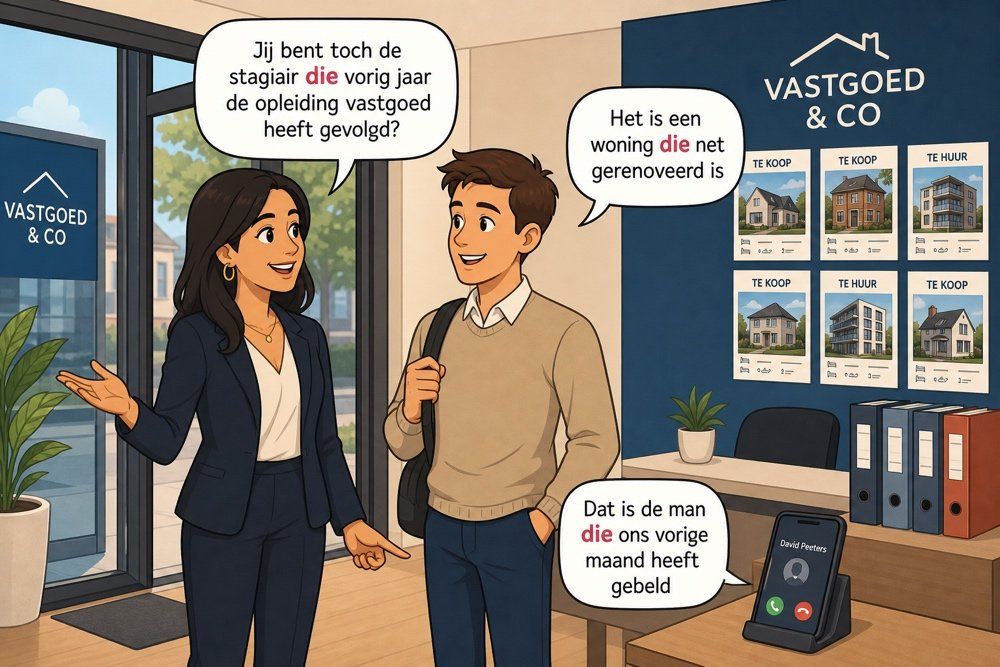 Jij bent toch de
stagiair die vorig jaar
de opleiding vastgoed
heeft gevolgd?
Het is een
woning die net
gerenoveerd is
VASTGOED
& CO
TE KOOP
TE KOOP
TE HUUR
TE KOOP
TE HUUR
TE KOOP
VASTGOED
& CO
Dat is de man
die ons vorige
maand heeft
gebeld
David Peeters